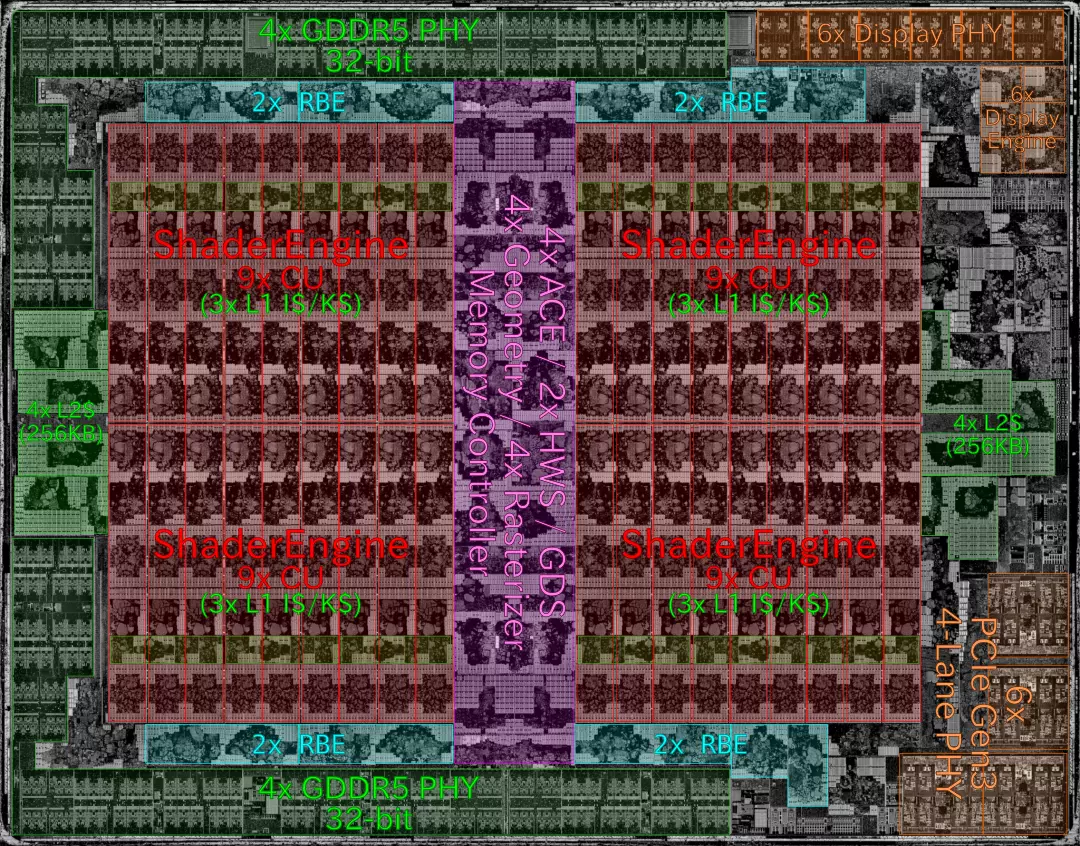 4x GDDR5 PHY
32-bit
6x Display PHY
2x RBE
2x RBE
6x
Display
Engine
ShaderEngine
9x CU
(3x L1 I$/K$)
ShaderEngine
9x CU
(3x L1 I$/K$)
4x ACE / 2x HWS / GDS
4x Geometry / 4x Rasterizer
Memory Controller
4x L2$
(256KB)
4x L2$
(256KB)
ShaderEngine
9x CU
(3x L1 I$/K$)
ShaderEngine
9x CU
(3x L1 I$/K$)
6x
PCIe Gen3
4-Lane PHY
2x RBE
2x RBE
4x GDDR5 PHY
32-bit